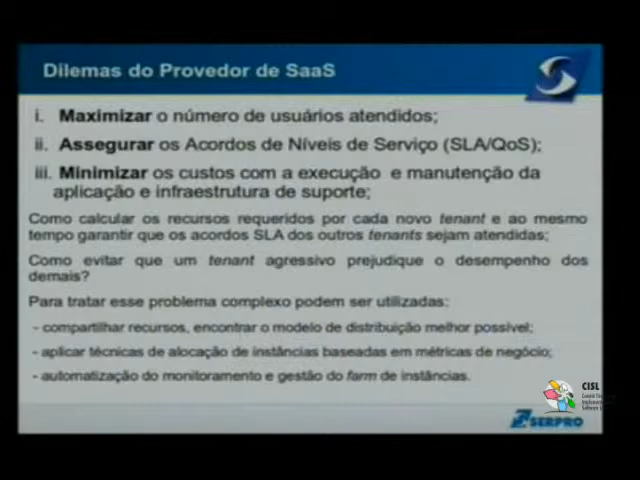 Dilemas do Provedor de SaaS
i. Maximizar o número de usuários atendidos;
ii. Assegurar os Acordos de Níveis de Serviço (SLA/QoS);
iii. Minimizar os custos com a execução e manutenção da
aplicação e infraestrutura de suporte;
Como calcular os recursos requeridos por cada novo tenant e ao mesmo
tempo garantir que os acordos SLA dos outros tenants sejam atendidas;
Como evitar que um tenant agressivo prejudique o desempenho dos
demais?
Para tratar esse problema complexo podem ser utilizadas:
- compartilhar recursos, encontrar o modelo de distribuição melhor possível;
- aplicar técnicas de alocação de instâncias baseadas em métricas de negócio;
- automatização do monitoramento e gestão do farm de instâncias.
CISL
SERPRO